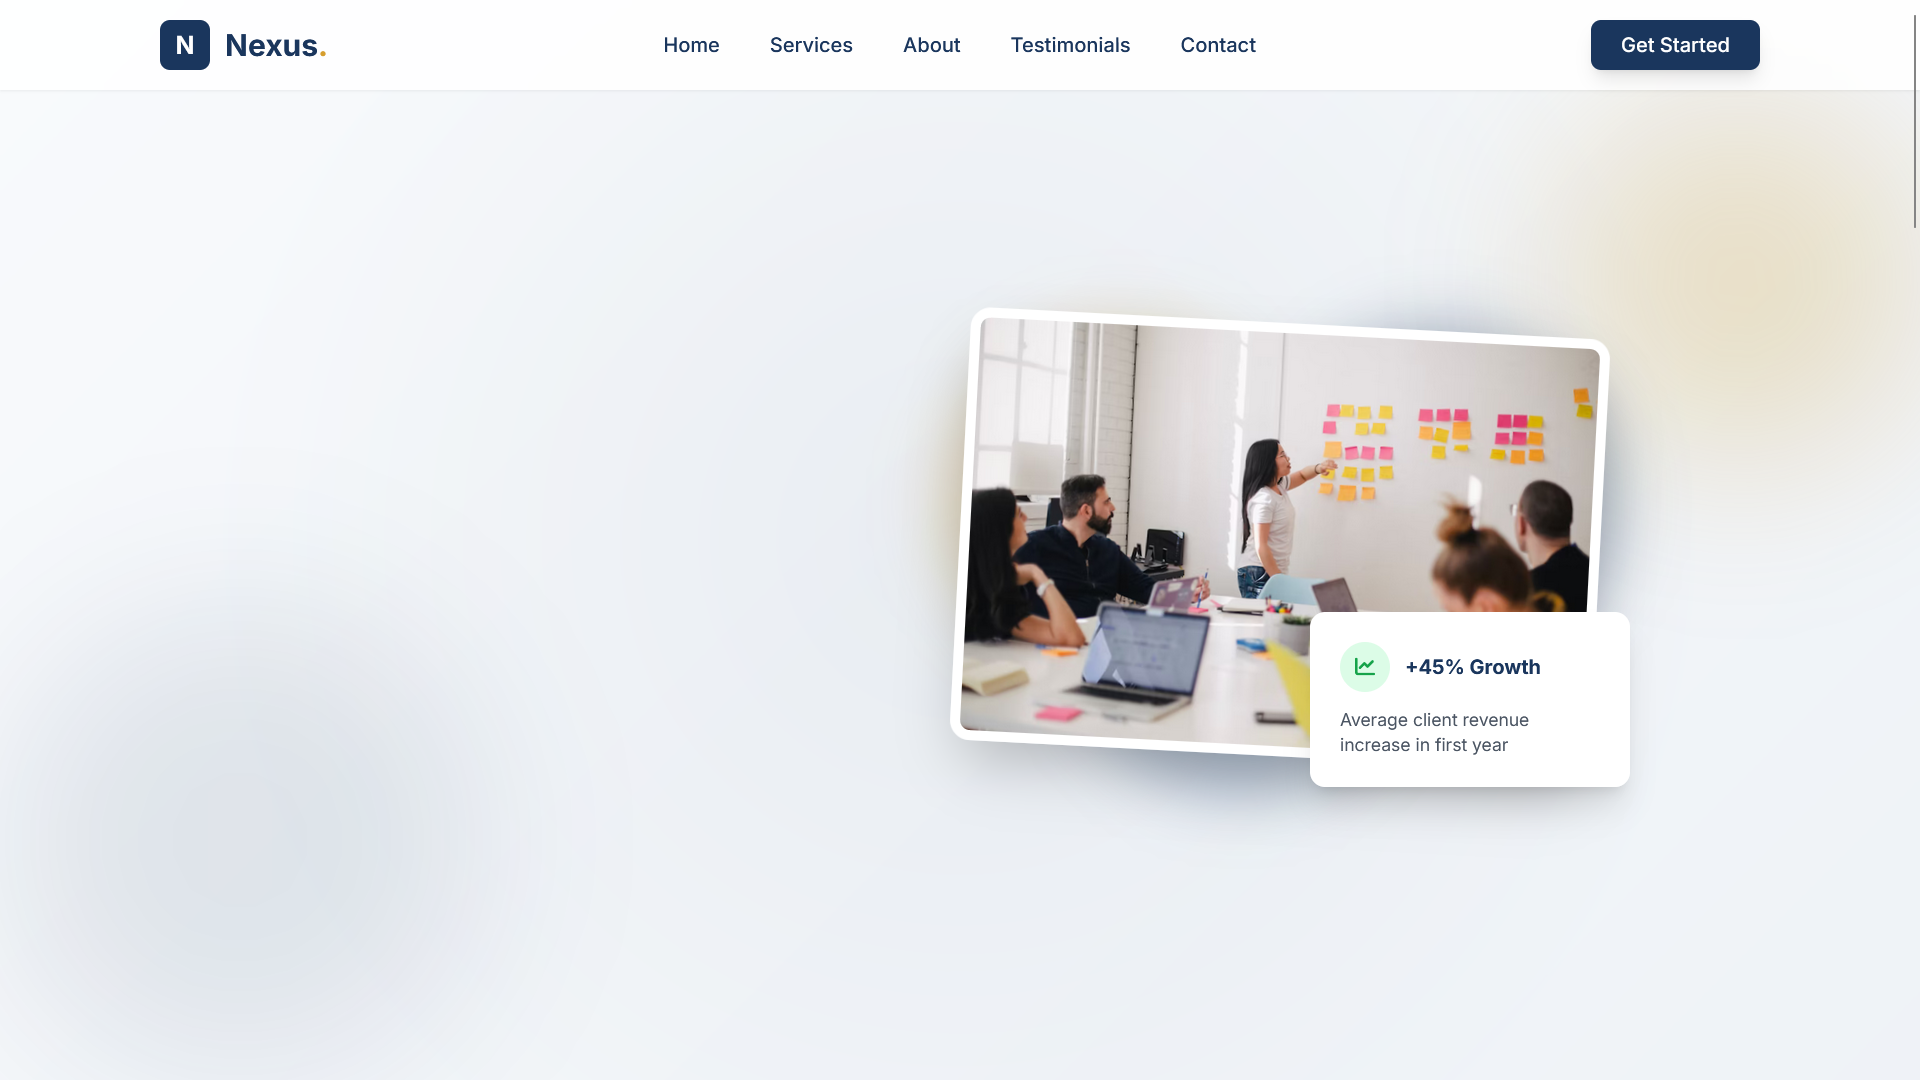 N
Nexus.
Home
Services
About
Testimonials
Contact
Get Started
+45% Growth
Average client revenue
increase in first year